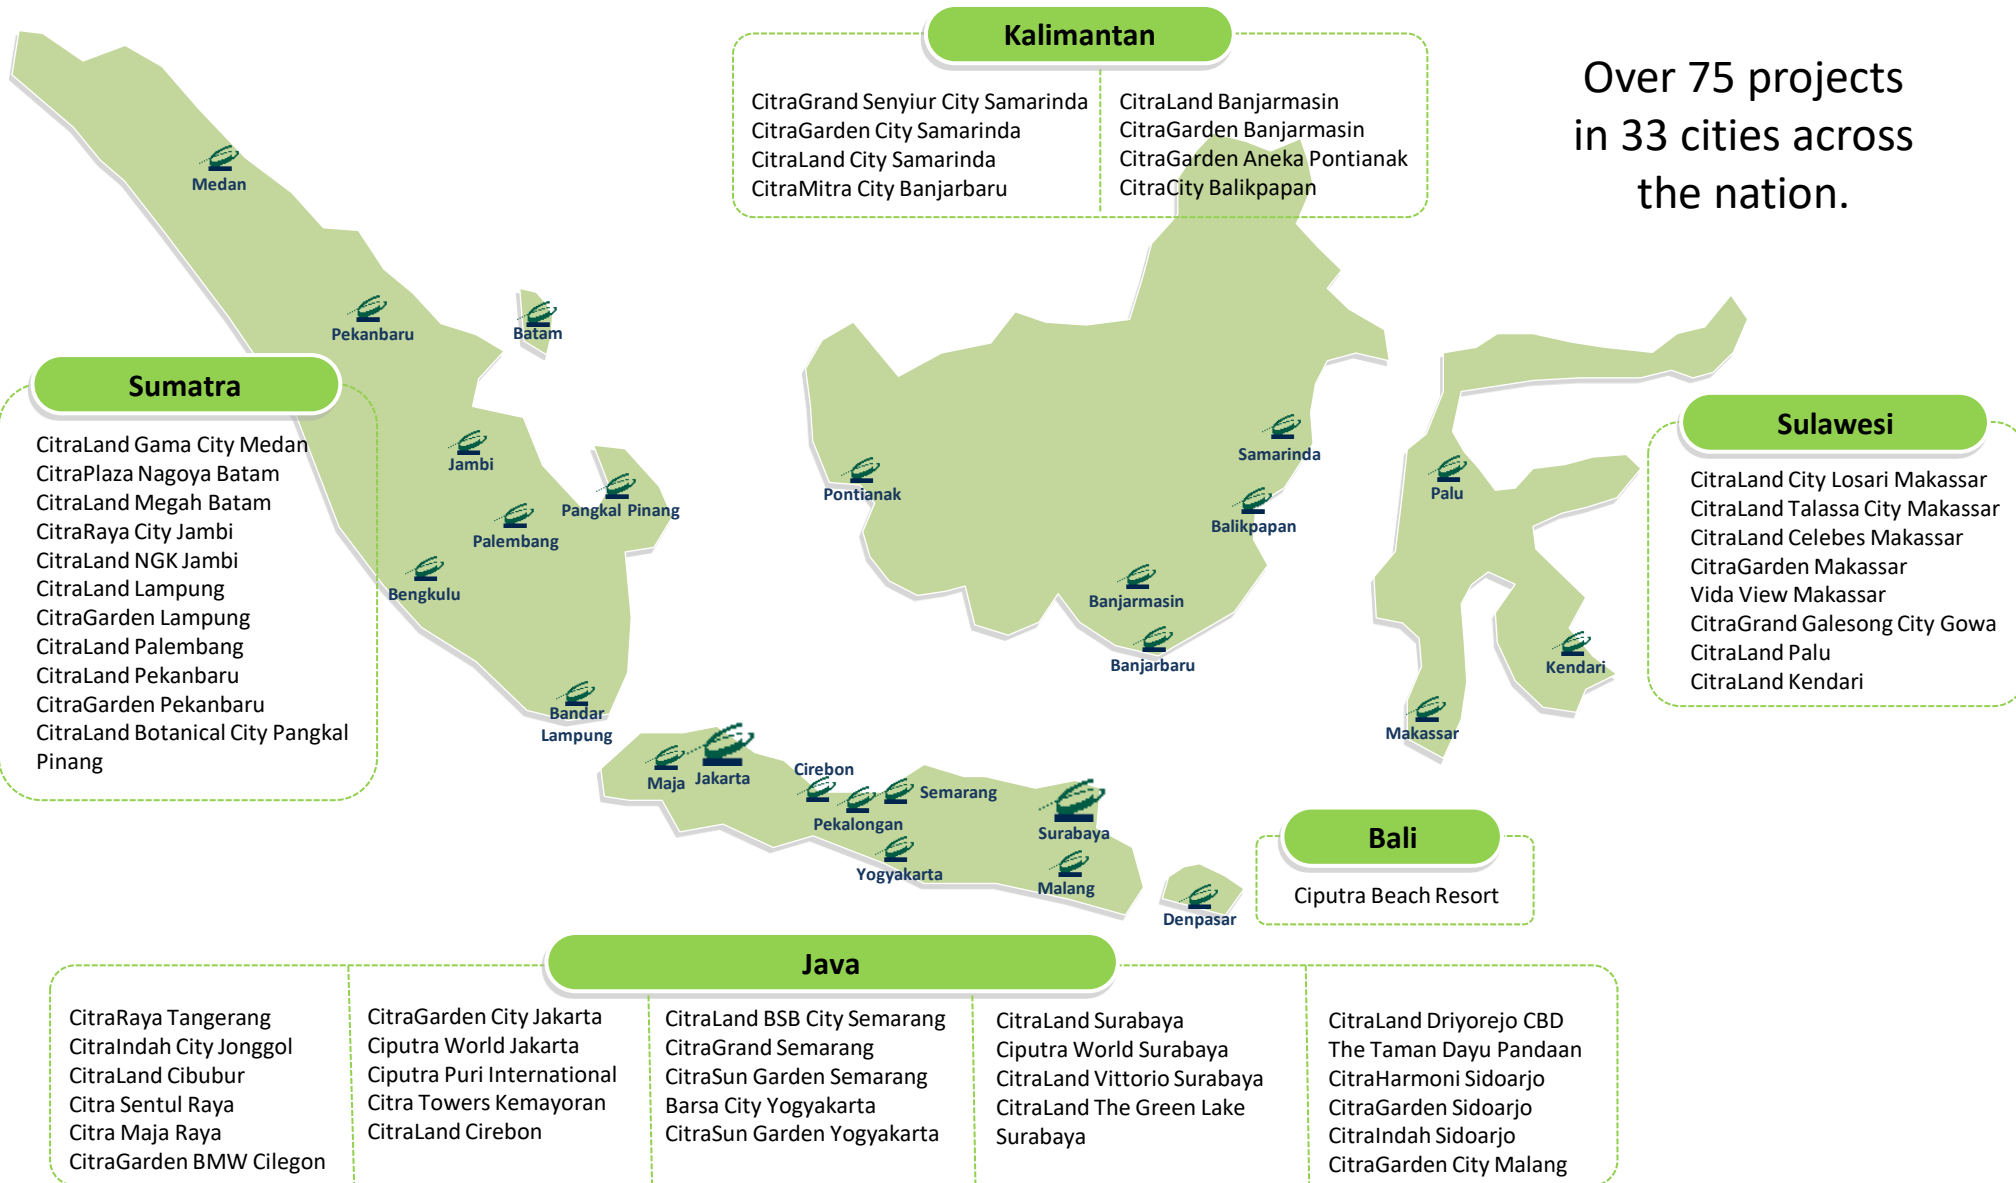 Kalimantan
CitraGrand Senyiur City Samarinda
CitraGarden City Samarinda
CitraLand City Samarinda
CitraMitra City Banjarbaru
CitraLand Banjarmasin
CitraGarden Banjarmasin
CitraGarden Aneka Pontianak
CitraCity Balikpapan
Over 75 projects
in 33 cities across
the nation.
Medan
Pekanbaru
Batam
Jambi
Pangkal Pinang
Palembang
Bengkulu
Bandar
Lampung
Pontianak
Samarinda
Balikpapan
Banjarmasin
Banjarbaru
Palu
Kendari
Makassar
Maja
Jakarta
Cirebon
Pekalongan
Semarang
Yogyakarta
Surabaya
Malang
Denpasar
Sumatra
CitraLand Gama City Medan
CitraPlaza Nagoya Batam
CitraLand Megah Batam
CitraRaya City Jambi
CitraLand NGK Jambi
CitraLand Lampung
CitraGarden Lampung
CitraLand Palembang
CitraLand Pekanbaru
CitraGarden Pekanbaru
CitraLand Botanical City Pangkal
Pinang
Sulawesi
CitraLand City Losari Makassar
CitraLand Talassa City Makassar
CitraLand Celebes Makassar
CitraGarden Makassar
Vida View Makassar
CitraGrand Galesong City Gowa
CitraLand Palu
CitraLand Kendari
Bali
Ciputra Beach Resort
Java
CitraRaya Tangerang
CitraIndah City Jonggol
CitraLand Cibubur
Citra Sentul Raya
Citra Maja Raya
CitraGarden BMW Cilegon
CitraGarden City Jakarta
Ciputra World Jakarta
Ciputra Puri International
Citra Towers Kemayoran
CitraLand Cirebon
CitraLand BSB City Semarang
CitraGrand Semarang
CitraSun Garden Semarang
Barsa City Yogyakarta
CitraSun Garden Yogyakarta
CitraLand Surabaya
Ciputra World Surabaya
CitraLand Vittorio Surabaya
CitraLand The Green Lake
Surabaya
CitraLand Driyorejo CBD
The Taman Dayu Pandaan
CitraHarmoni Sidoarjo
CitraGarden Sidoarjo
CitraIndah Sidoarjo
CitraGarden City Malang